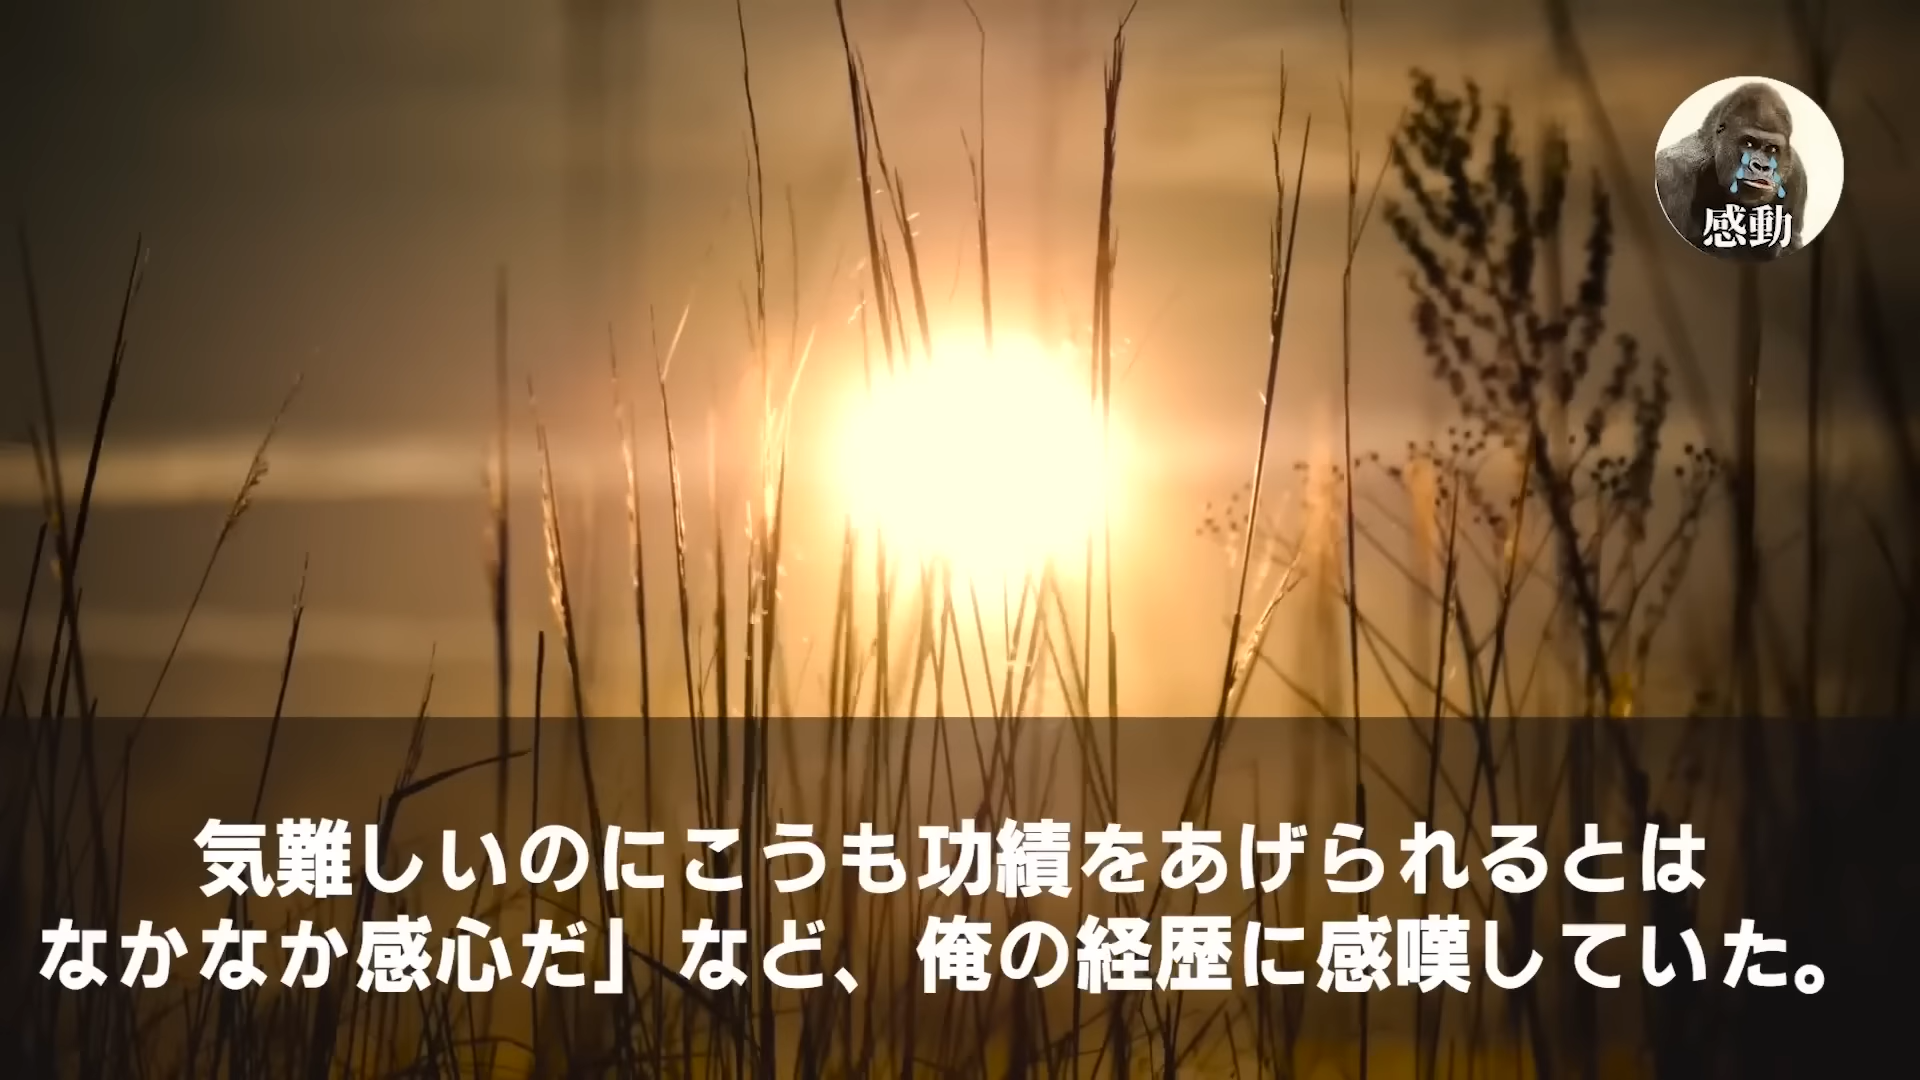 感動
気難しいのにこうも功績をあげられるとは
なかなか感心だ」など、俺の経歴に感嘆していた。